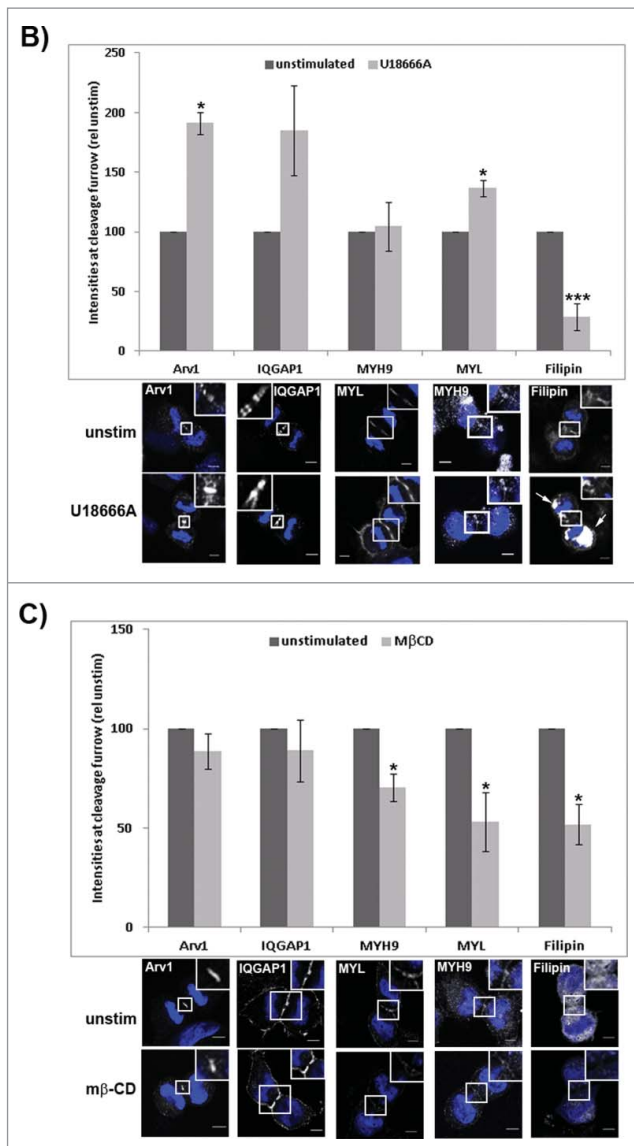 B)
250
unstimulated U18666A
200
150
100
50
0
Intensities at cleavage furrow (rel unstim)
* * ***
Arv1 IQGAP1 MYH9 MYL Filipin
Arv1 IQGAP1 MYL MYH9 Filipin
unstim
U18666A
C)
150
unstimulated MβCD
100
50
0
Intensities at cleavage furrow (rel unstim)
* * *
Arv1 IQGAP1 MYH9 MYL Filipin
Arv1 IQGAP1 MYL MYH9 Filipin
unstim
mβ-CD